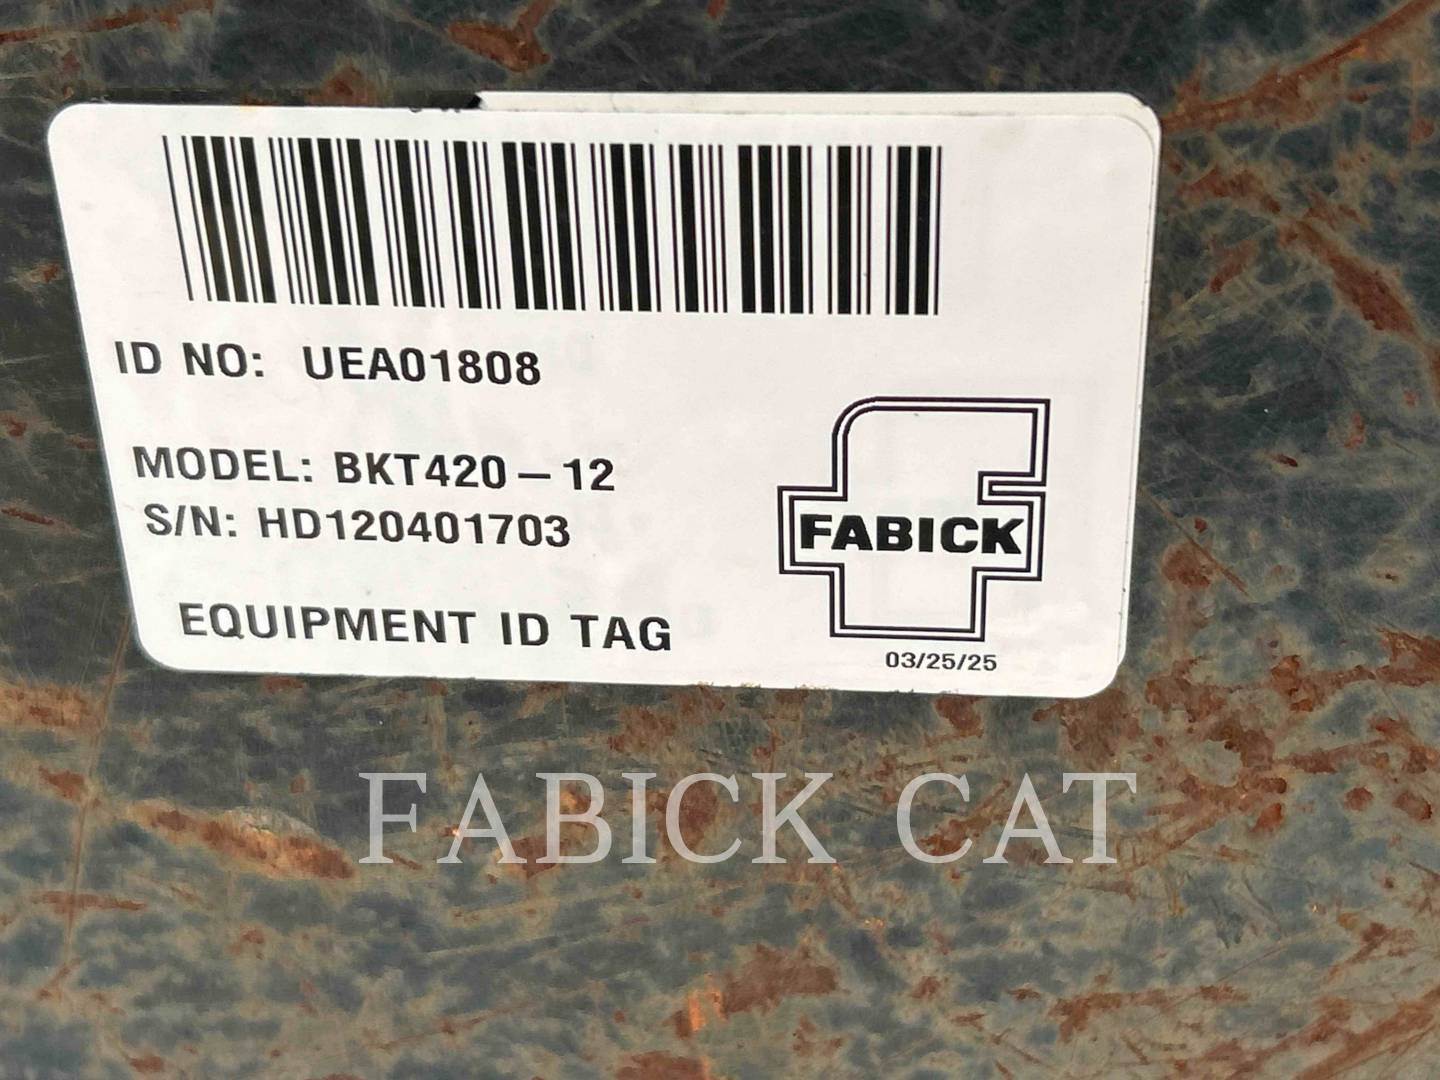 ID NO: UEA01808
MODEL: BKT420-12
S/N: HD120401703
FABICK
EQUIPMENT ID TAG
03/25/25
FABICK CAT